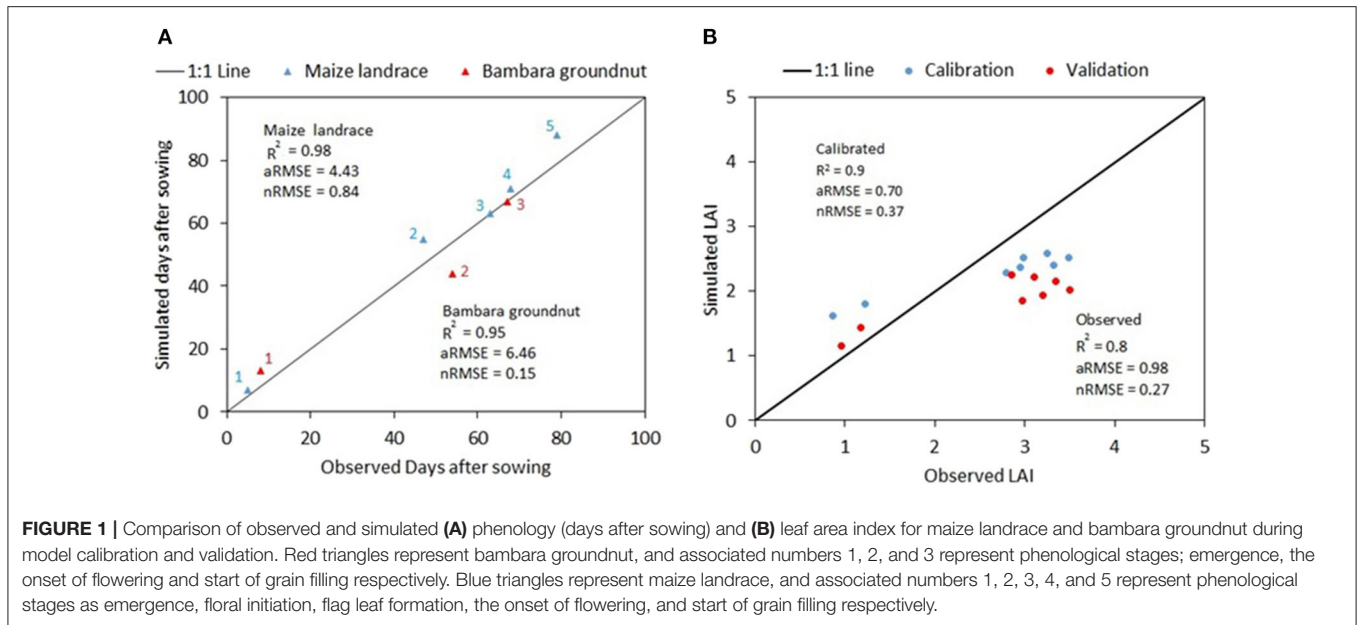 A
1:1 Line Maize landrace Bambara groundnut
100
80
60
40
20
0
Simulated days after sowing
Maize landrace
R² = 0.98
aRMSE = 4.43
nRMSE = 0.84
5
4
3
3
2
2
1
1
Bambara groundnut
R² = 0.95
aRMSE = 6.46
nRMSE = 0.15
0 20 40 60 80 100
Observed Days after sowing
B
1:1 line Calibration Validation
5
4
3
2
1
0
Simulated LAI
Calibrated
R² = 0.9
aRMSE = 0.70
nRMSE = 0.37
Observed
R² = 0.8
aRMSE = 0.98
nRMSE = 0.27
0 1 2 3 4 5
Observed LAI
FIGURE 1 | Comparison of observed and simulated (A) phenology (days after sowing) and (B) leaf area index for maize landrace and bambara groundnut during
model calibration and validation. Red triangles represent bambara groundnut, and associated numbers 1, 2, and 3 represent phenological stages; emergence, the
onset of flowering and start of grain filling respectively. Blue triangles represent maize landrace, and associated numbers 1, 2, 3, 4, and 5 represent phenological
stages as emergence, floral initiation, flag leaf formation, the onset of flowering, and start of grain filling respectively.